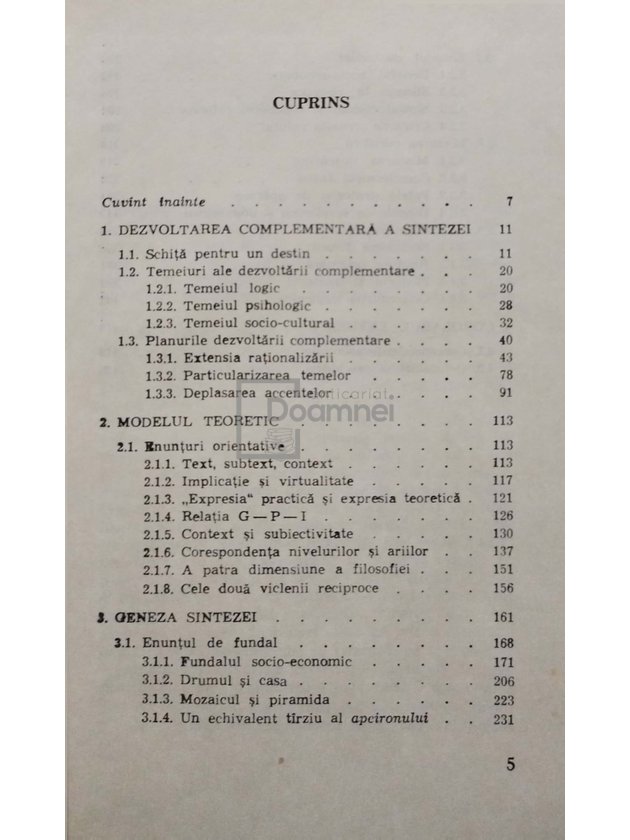 CUPRINS
Cuvînt înainte . . . . . . . . . . . 7
1. DEZVOLTAREA COMPLEMENTARĂ A SINTEZEI 11
1.1. Schiță pentru un destin . . . . . . . 11
1.2. Temeiuri ale dezvoltării complementare . . . 20
1.2.1. Temeiul logic . . . . . . . 20
1.2.2. Temeiul psihologic . . . . . . 28
1.2.3. Temeiul socio-cultural . . . . . 32
1.3. Planurile dezvoltării complementare . . . . 40
1.3.1. Extensia raționalizării . . . . . 43
1.3.2. Particularizarea temelor . . . . 78
1.3.3. Deplasarea accentelor . . . . . 91
Anticariat
Doamnei
2. MODELUL TEORETIC . . . . . . . . 113
2.1. Enunțuri orientative . . . . . . . . 113
2.1.1. Text, subtext, context . . . . . 113
2.1.2. Implicație și virtualitate . . . . 117
2.1.3. „Expresia“ practică și expresia teoretică . 121
2.1.4. Relația G—P—I . . . . . . . 126
2.1.5. Context și subiectivitate . . . . 130
2.1.6. Corespondența nivelurilor și ariilor . . 137
2.1.7. A patra dimensiune a filosofiei . . . 151
2.1.8. Cele două viclenii reciproce . . . . 156
3. GENEZA SINTEZEI . . . . . . . . . 161
3.1. Enunțul de fundal . . . . . . . . 168
3.1.1. Fundalul socio-economic . . . . 171
3.1.2. Drumul și casa . . . . . . . 206
3.1.3. Mozaicul și piramida . . . . . 223
3.1.4. Un echivalent tîrziu al apeironului . . 231
5